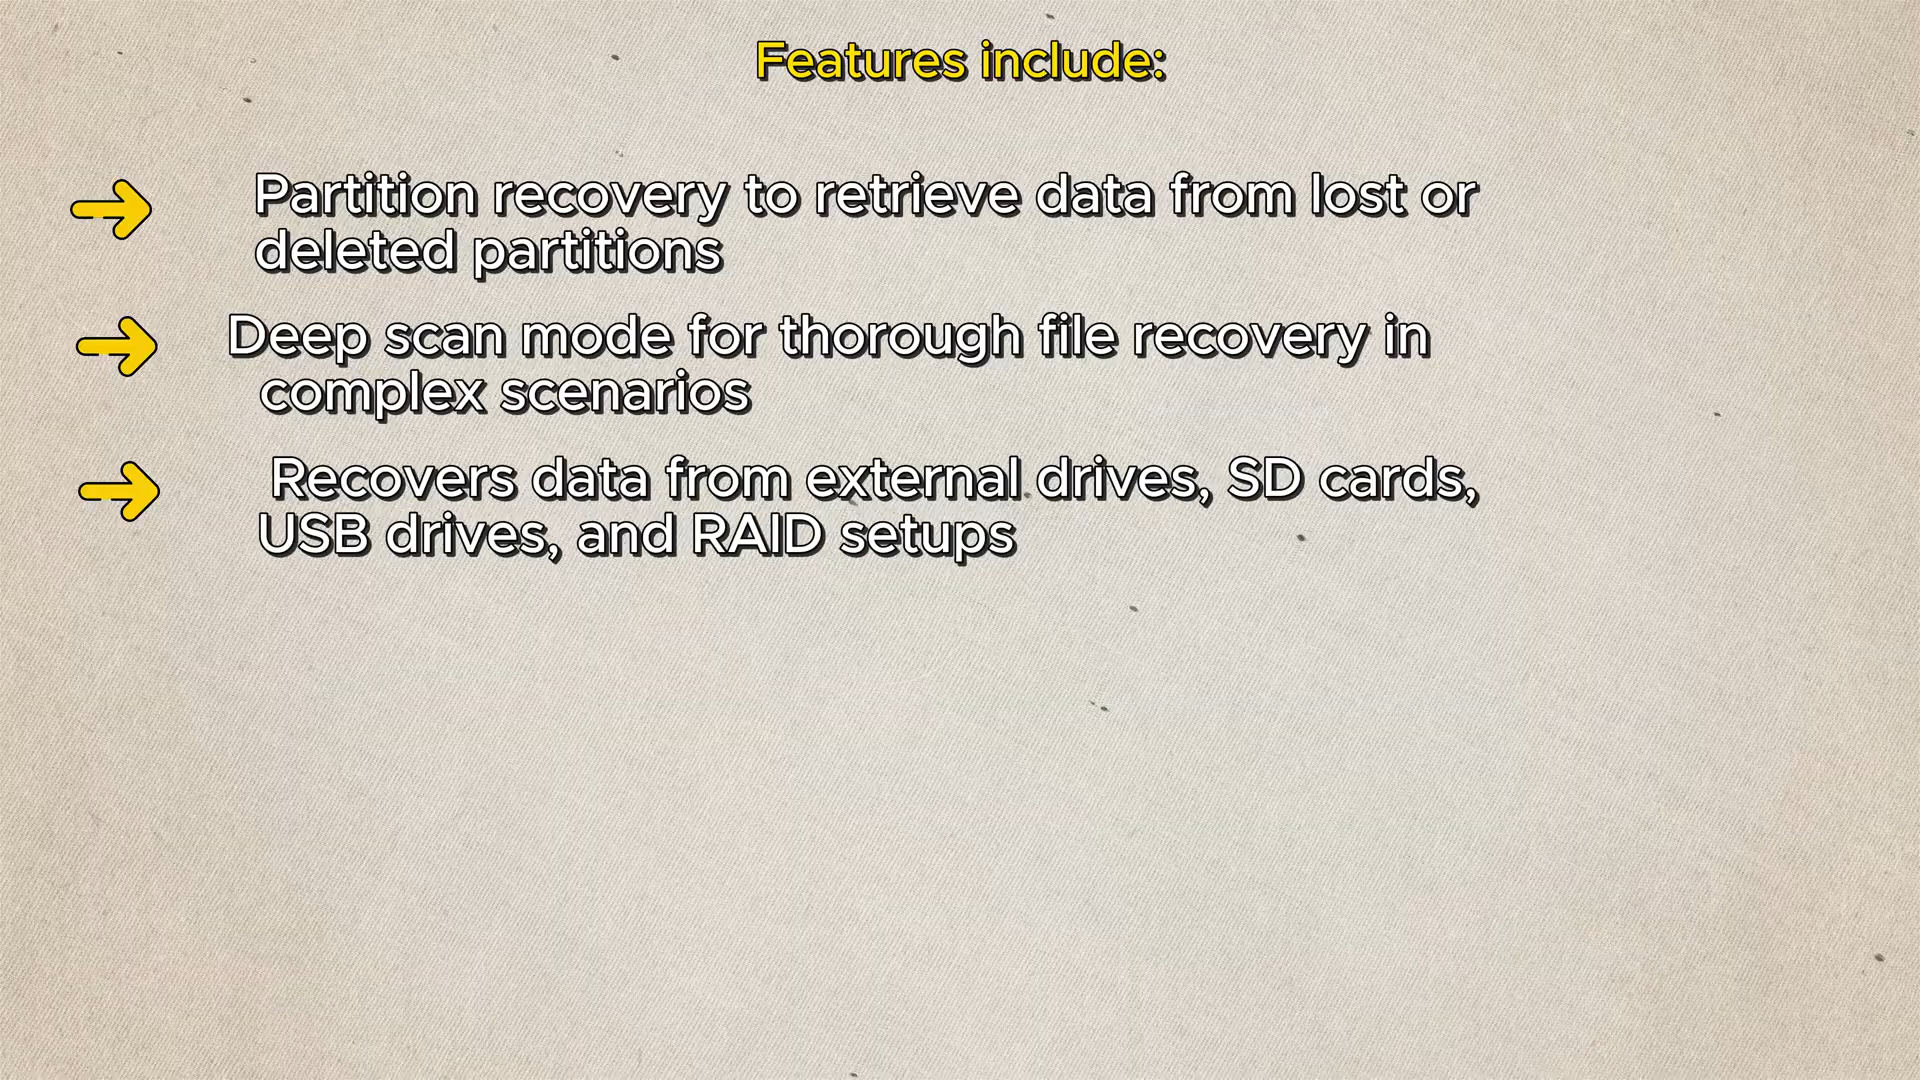 Features include:
Partition recovery to retrieve data from lost or
deleted partitions
Deep scan mode for thorough file recovery in
complex scenarios
Recovers data from external drives, SD cards,
USB drives, and RAID setups